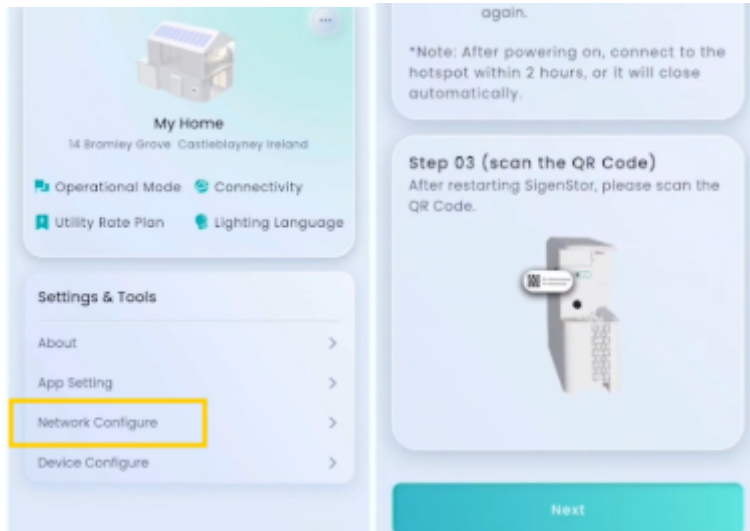 My Home
14 Bromley Grove Castleblayney Ireland
Operational Mode
Connectivity
Utility Rate Plan
Lighting Language
Settings & Tools
About
App Setting
Network Configure
Device Configure
again.
*Note: After powering on, connect to the
hotspot within 2 hours, or it will close
automatically.
Step 03 (scan the QR Code)
After restarting SigenStor, please scan the
QR Code.
Next